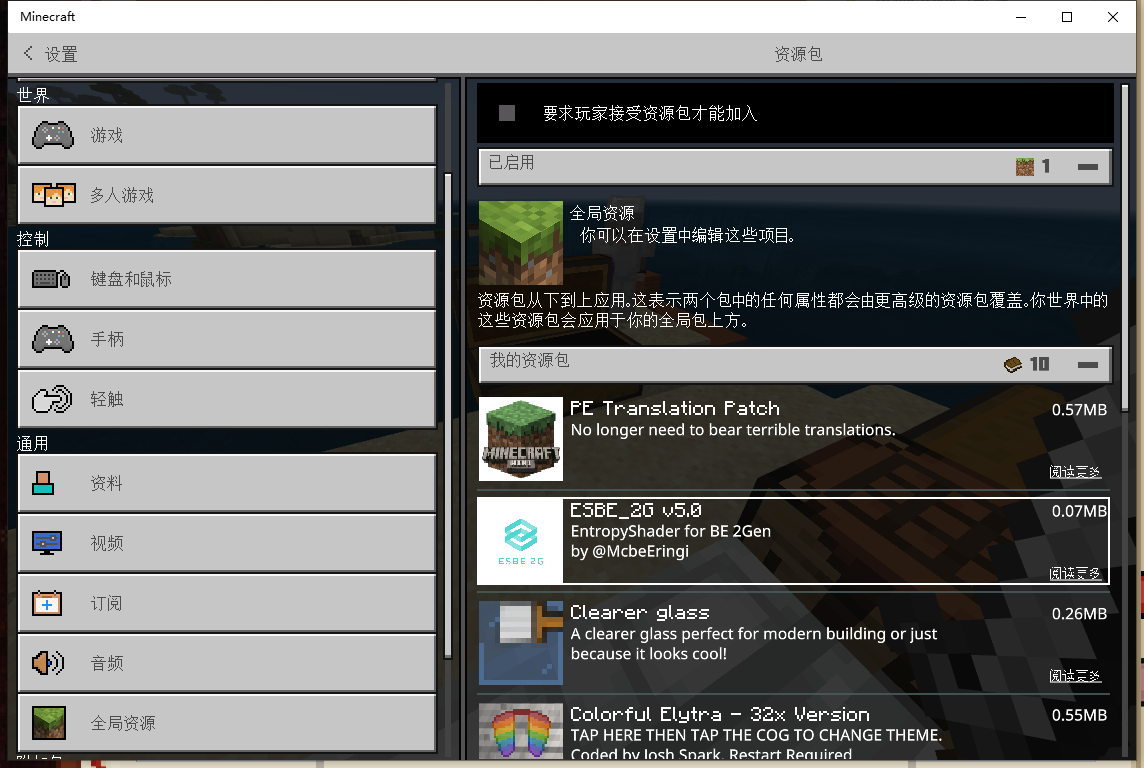 Minecraft
设置
资源包
世界
游戏
多人游戏
控制
键盘和鼠标
手柄
轻触
通用
资料
视频
订阅
音频
全局资源
要求玩家接受资源包才能加入
已启用
1
全局资源
你可以在设置中编辑这些项目。
资源包从下到上应用。这表示两个包中的任何属性都会由更高级的资源包覆盖。你世界中的
这些资源包会应用于你的全局包上方。
我的资源包
10
MINECRAFT
PE Translation Patch
0.57MB
No longer need to bear terrible translations.
阅读更多
ESBE 2G
ESBE_2G v5.0
0.07MB
EntropyShader for BE 2Gen
by @McbeEringi
阅读更多
Clearer glass
0.26MB
A clearer glass perfect for modern building or just
because it looks cool!
阅读更多
Colorful Elytra - 32x Version
0.55MB
TAP HERE THEN TAP THE COG TO CHANGE THEME.
Coded by Josh Spark. Restart Required